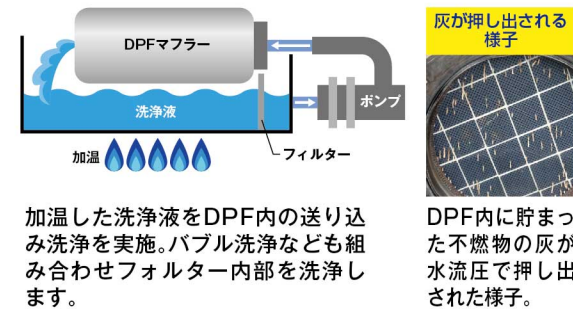 DPFマフラー
洗浄液
ポンプ
加温
フィルター
加温した洗浄液をDPF内の送り込
み洗浄を実施。バブル洗浄なども組
み合わせフォルター内部を洗浄し
ます。
灰が押し出される
様子
DPF内に貯まっ
た不燃物の灰が
水流圧で押し出
された様子。